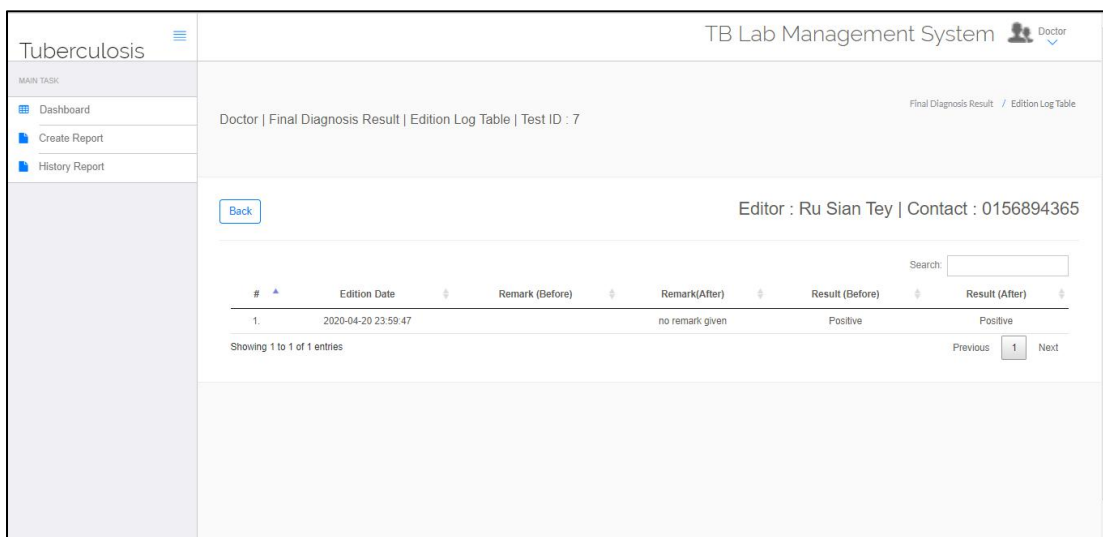 Tuberculosis
TB Lab Management System Doctor
MAIN TASK
Dashboard
Create Report
History Report
Final Diagnosis Result / Edition Log Table
Doctor | Final Diagnosis Result | Edition Log Table | Test ID : 7
Back
Editor : Ru Sian Tey | Contact : 0156894365
Search:
# Edition Date Remark (Before) Remark(After) Result (Before) Result (After)
1. 2020-04-20 23:59:47 no remark given Positive Positive
Showing 1 to 1 of 1 entries
Previous 1 Next